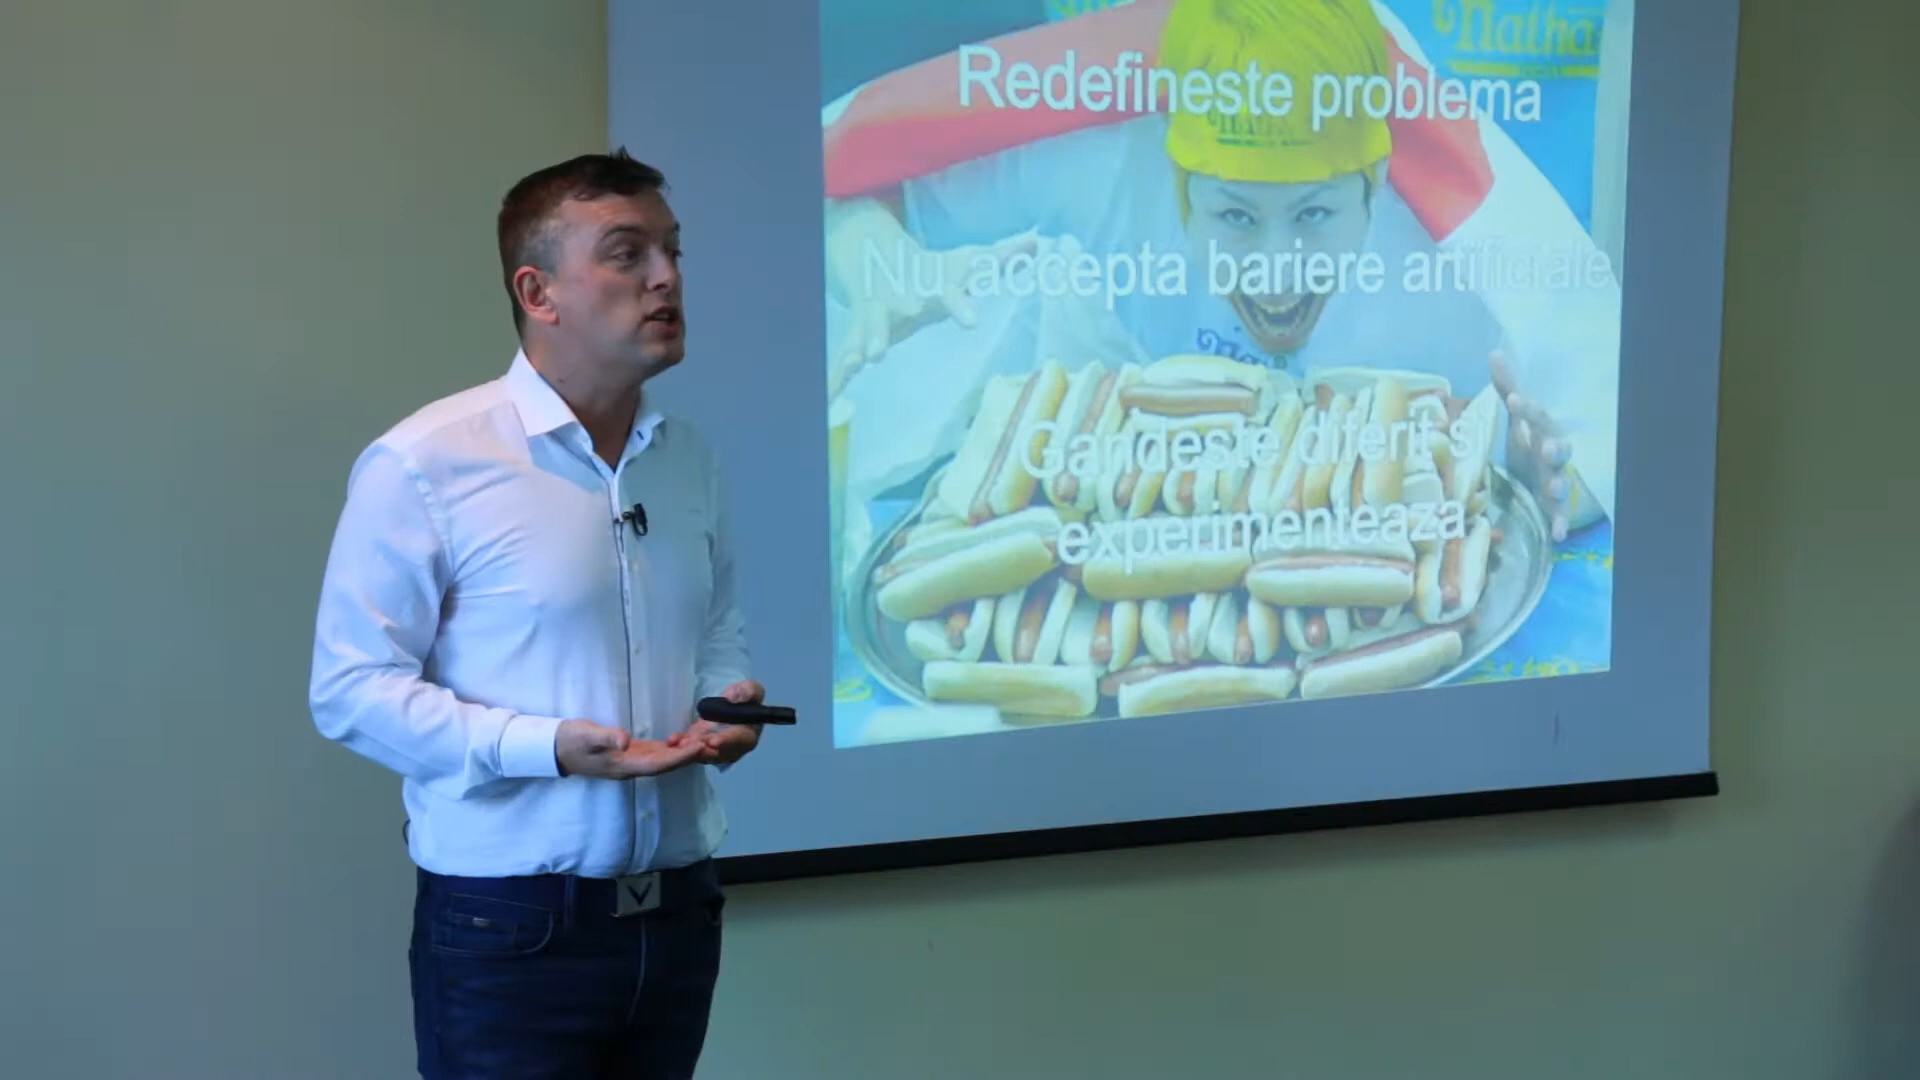 Nathan
Redefineste problema
Nu accepta bariere artificiale
Gandeste diferit si
experimenteaza